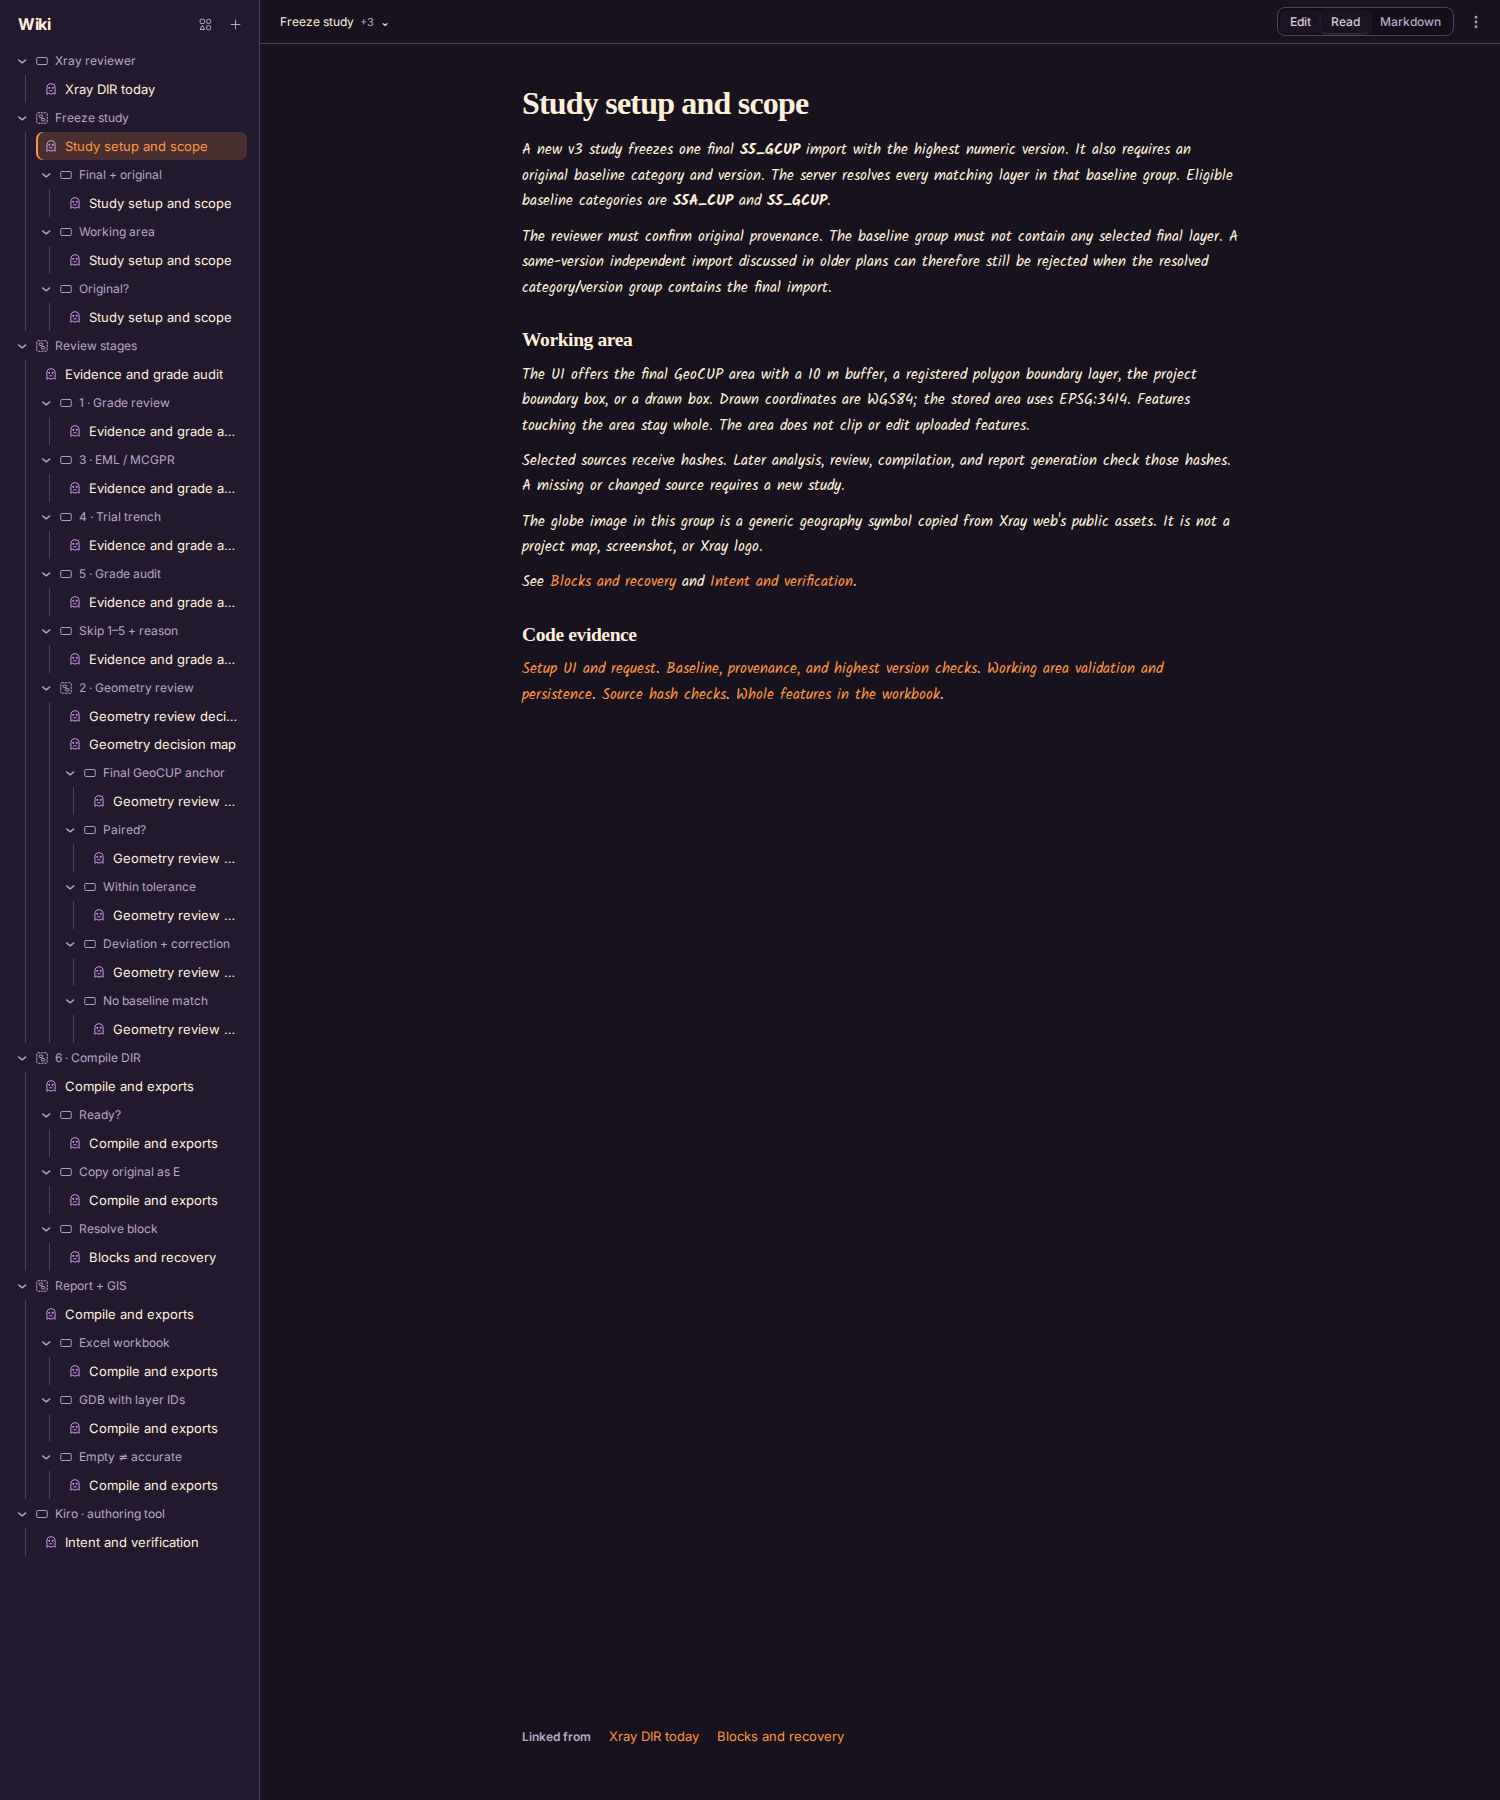 Wiki
Xray reviewer
Xray DIR today
Freeze study
Study setup and scope
Final + original
Study setup and scope
Working area
Study setup and scope
Original?
Study setup and scope
Review stages
Evidence and grade audit
1 · Grade review
Evidence and grade a...
3 · EML / MCGPR
Evidence and grade a...
4 · Trial trench
Evidence and grade a...
5 · Grade audit
Evidence and grade a...
Skip 1–5 + reason
Evidence and grade a...
2 · Geometry review
Geometry review deci...
Geometry decision map
Final GeoCUP anchor
Geometry review ...
Paired?
Geometry review ...
Within tolerance
Geometry review ...
Deviation + correction
Geometry review ...
No baseline match
Geometry review ...
6 · Compile DIR
Compile and exports
Ready?
Compile and exports
Copy original as E
Compile and exports
Resolve block
Blocks and recovery
Report + GIS
Compile and exports
Excel workbook
Compile and exports
GDB with layer IDs
Compile and exports
Empty ≠ accurate
Compile and exports
Kiro · authoring tool
Intent and verification
Freeze study +3
Edit Read Markdown
Study setup and scope
A new v3 study freezes one final S5_GCUP import with the highest numeric version. It also requires an
original baseline category and version. The server resolves every matching layer in that baseline group. Eligible
baseline categories are S5A_CUP and S5_GCUP.
The reviewer must confirm original provenance. The baseline group must not contain any selected final layer. A
same-version independent import discussed in older plans can therefore still be rejected when the resolved
category/version group contains the final import.
Working area
The UI offers the final GeoCUP area with a 10 m buffer, a registered polygon boundary layer, the project
boundary box, or a drawn box. Drawn coordinates are WGS84; the stored area uses EPSG:3414. Features
touching the area stay whole. The area does not clip or edit uploaded features.
Selected sources receive hashes. Later analysis, review, compilation, and report generation check those hashes.
A missing or changed source requires a new study.
The globe image in this group is a generic geography symbol copied from Xray web's public assets. It is not a
project map, screenshot, or Xray logo.
See Blocks and recovery and Intent and verification.
Code evidence
Setup UI and request. Baseline, provenance, and highest version checks. Working area validation and
persistence. Source hash checks. Whole features in the workbook.
Linked from Xray DIR today Blocks and recovery